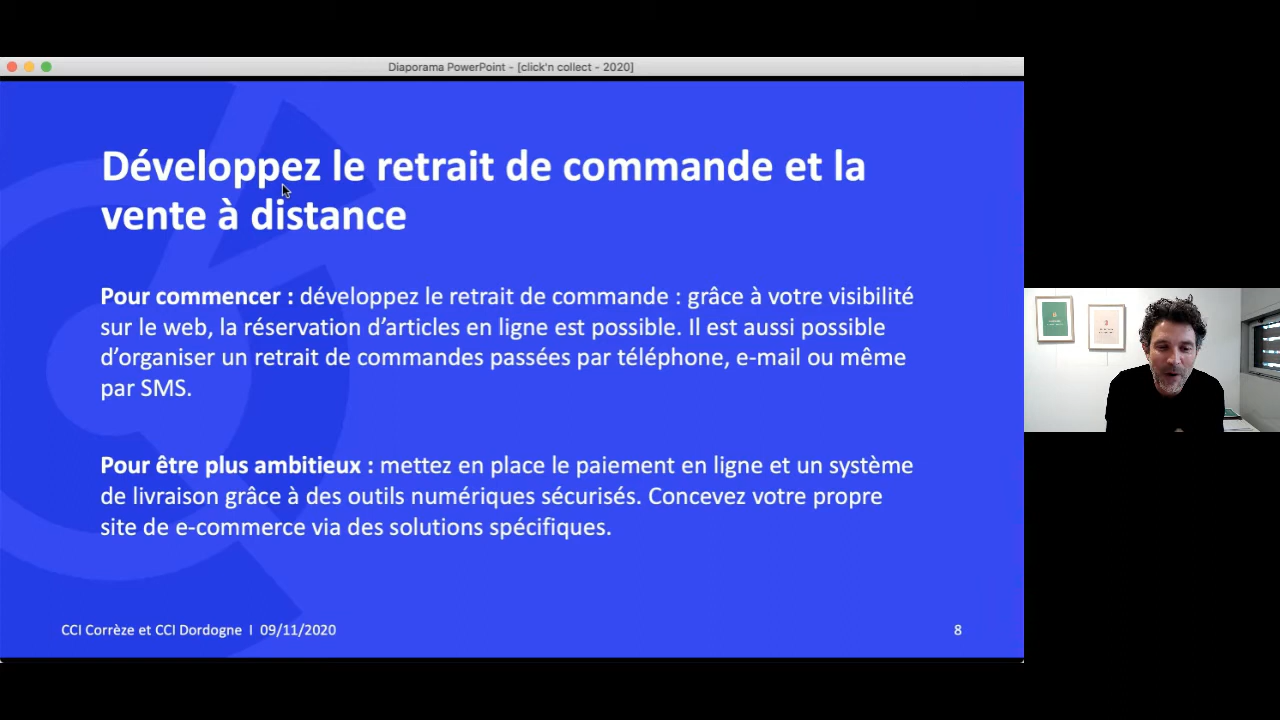 Diaporama PowerPoint - [click'n collect - 2020]
Développez le retrait de commande et la
vente à distance
Pour commencer : développez le retrait de commande : grâce à votre visibilité
sur le web, la réservation d’articles en ligne est possible. Il est aussi possible
d’organiser un retrait de commandes passées par téléphone, e-mail ou même
par SMS.
Pour être plus ambitieux : mettez en place le paiement en ligne et un système
de livraison grâce à des outils numériques sécurisés. Concevez votre propre
site de e-commerce via des solutions spécifiques.
CCI Corrèze et CCI Dordogne I 09/11/2020
8